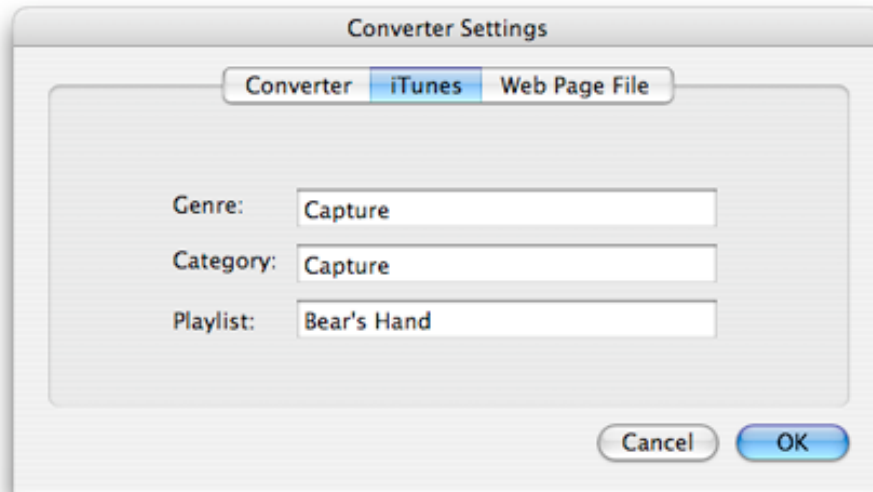 Converter Settings
Converter iTunes Web Page File
Genre: Capture
Category: Capture
Playlist: Bear's Hand
Cancel OK